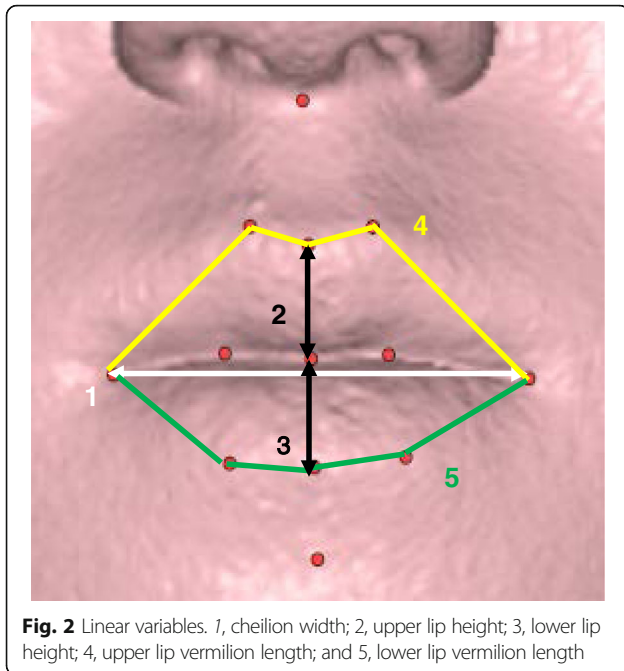 4
2
1
3
5
Fig. 2 Linear variables. 1, cheilion width; 2, upper lip height; 3, lower lip
height; 4, upper lip vermilion length; and 5, lower lip vermilion length